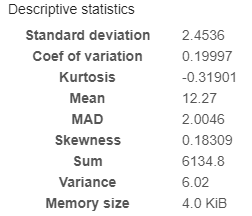 Descriptive statistics
Standard deviation 2.4536
Coef of variation 0.19997
Kurtosis -0.31901
Mean 12.27
MAD 2.0046
Skewness 0.18309
Sum 6134.8
Variance 6.02
Memory size 4.0 KiB